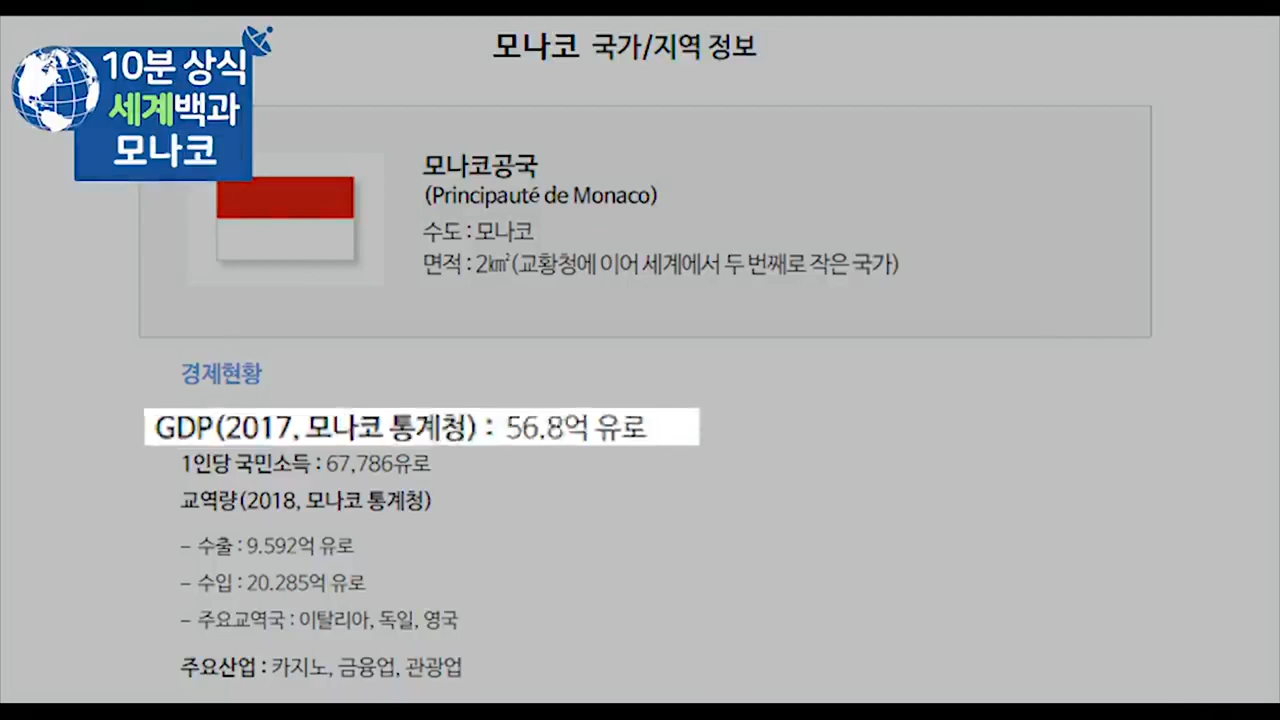 10분 상식
세계백과
모나코
모나코 국가/지역 정보
모나코공국
(Principauté de Monaco)
수도 : 모나코
면적 : 2㎢(교황청에 이어 세계에서 두 번째로 작은 국가)
경제현황
GDP(2017, 모나코 통계청) : 56.8억 유로
1인당 국민소득 : 67,786유로
교역량(2018, 모나코 통계청)
– 수출 : 9.592억 유로
– 수입 : 20.285억 유로
– 주요교역국 : 이탈리아, 독일, 영국
주요산업 : 카지노, 금융업, 관광업